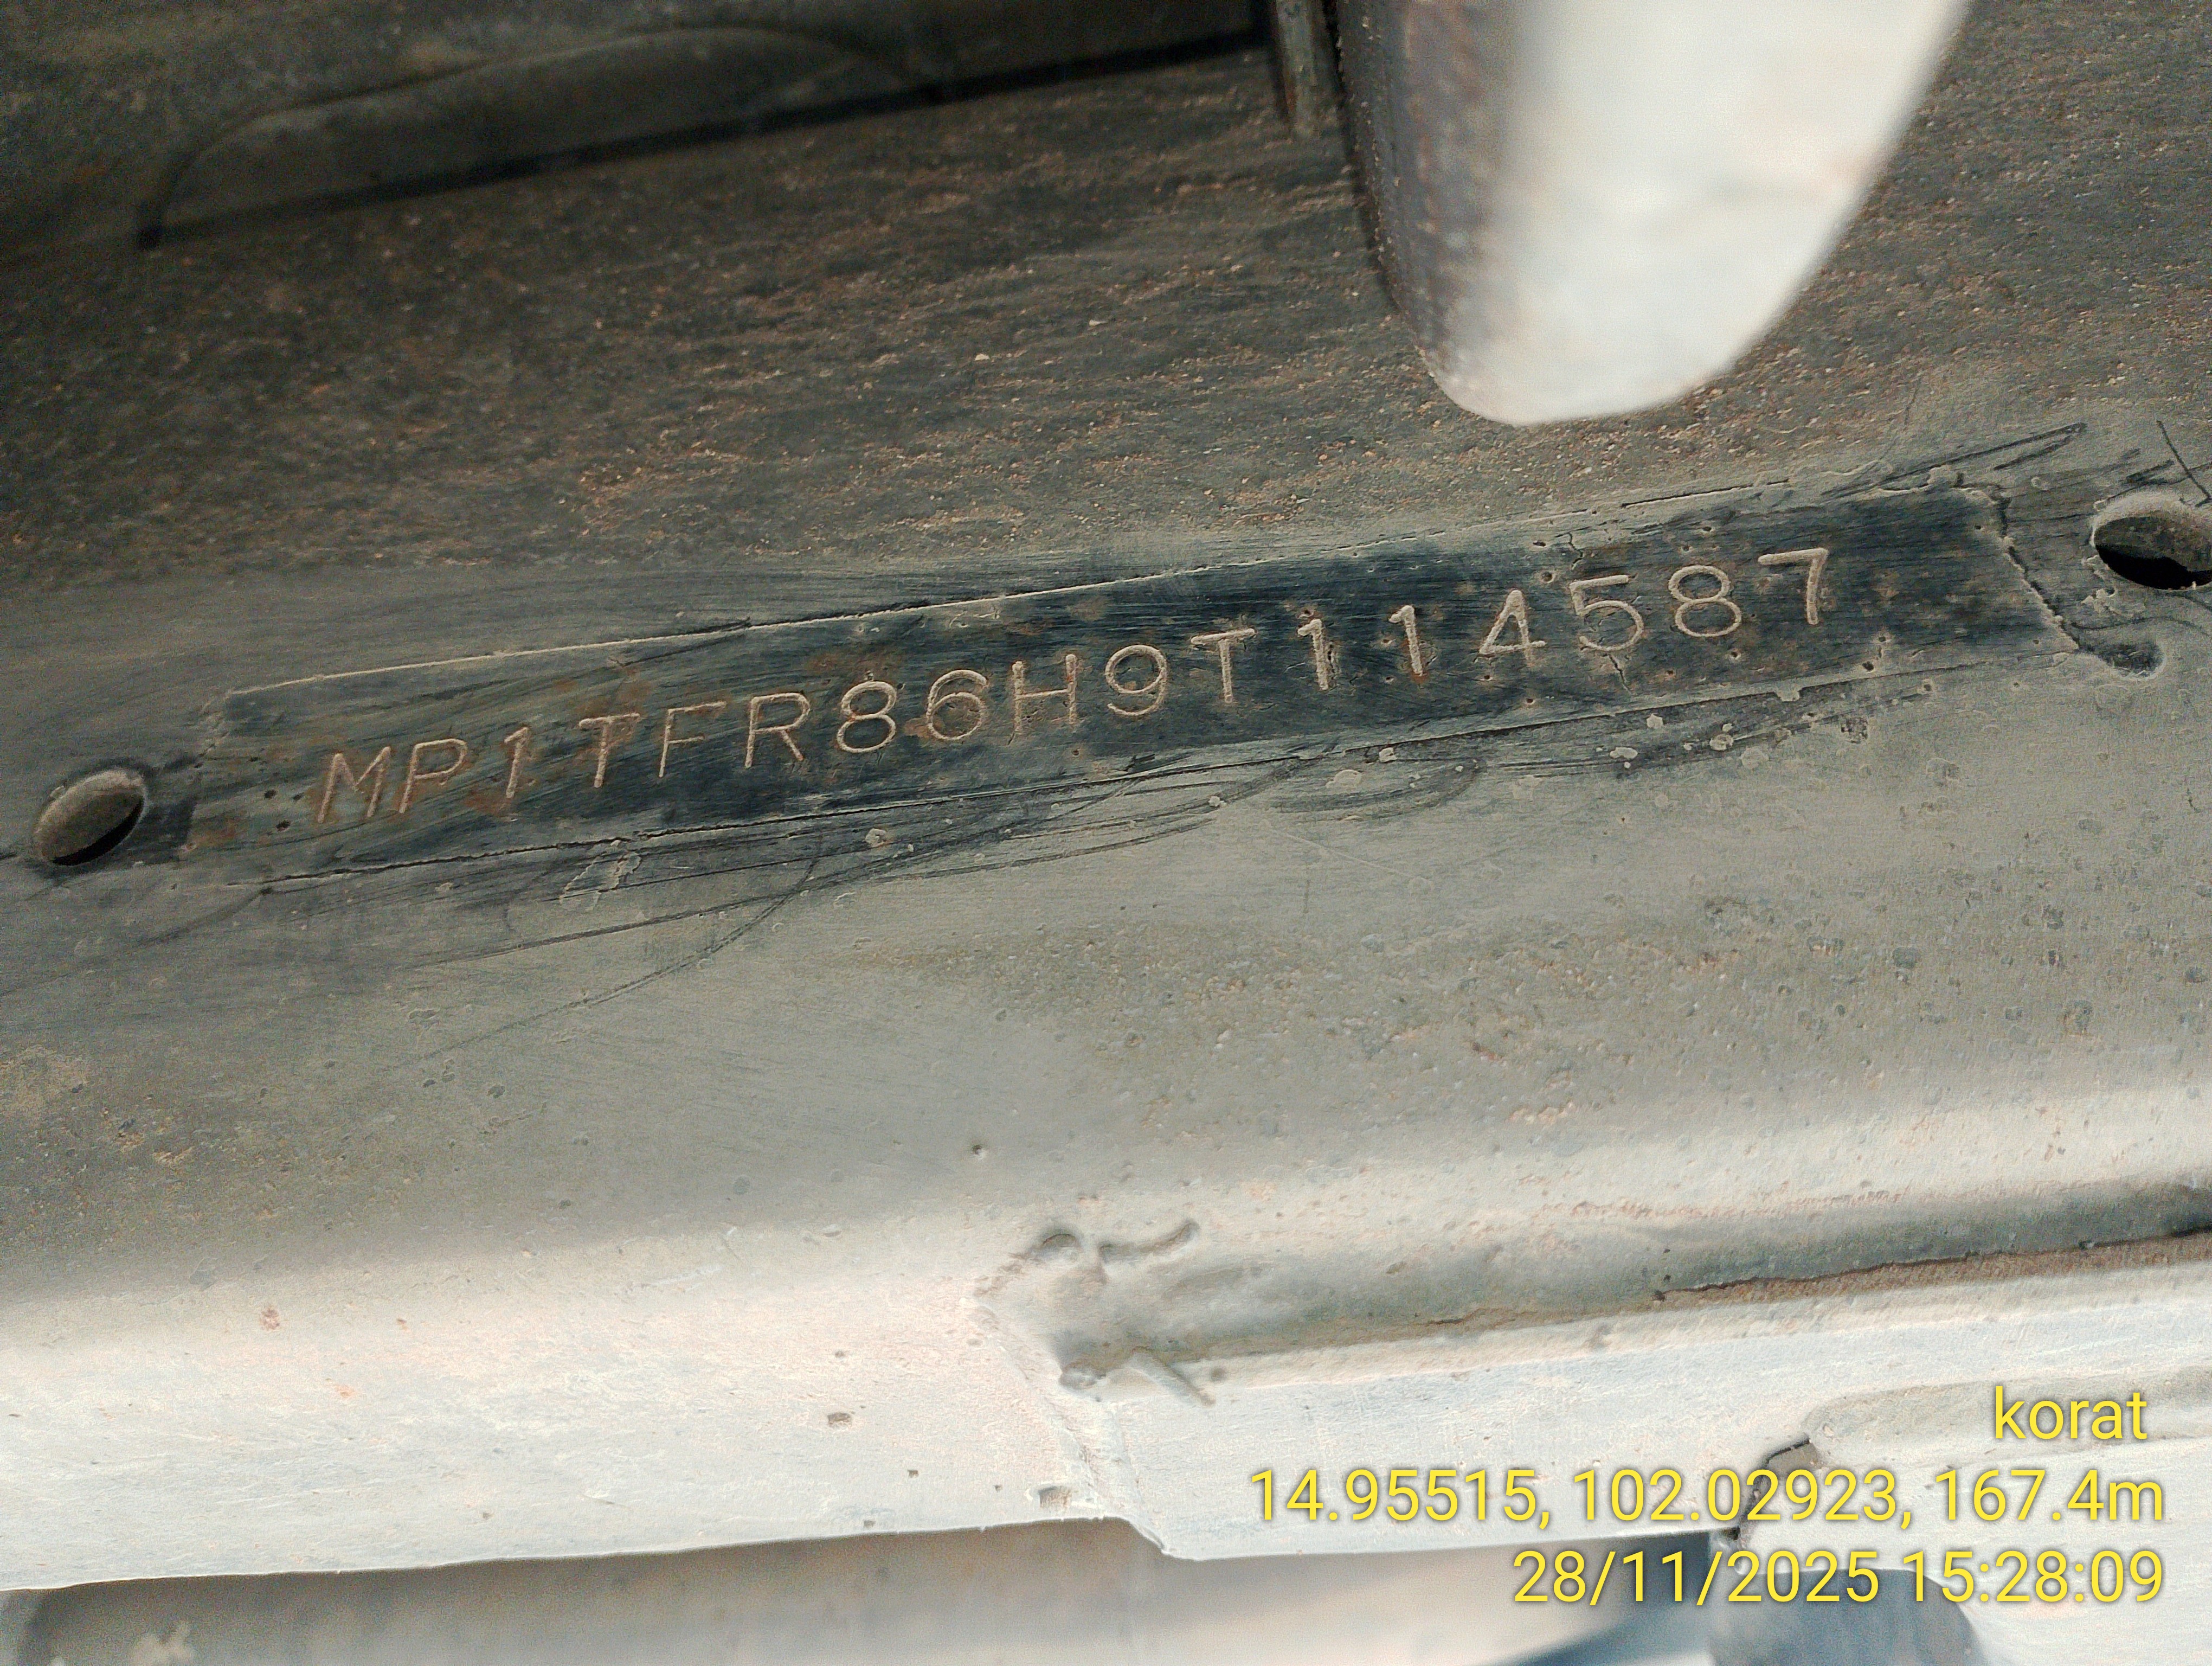 MP1TFR86H9T114587
korat
14.95515, 102.02923, 167.4m
28/11/2025 15:28:09